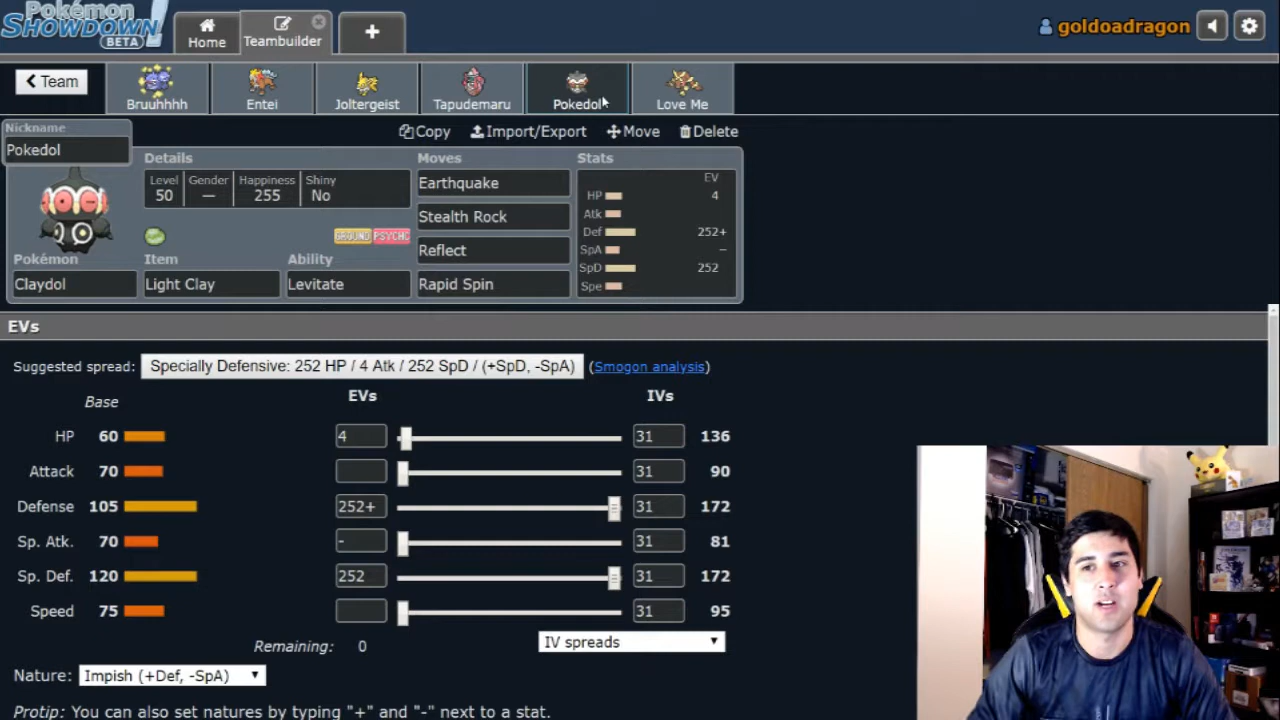 Pokémon
SHOWDOWN!
BETA
Home
Teambuilder
+
goldoadragon
Team
Bruuhhhh
Entei
Joltergeist
Tapudemaru
Pokedol
Love Me
Nickname
Pokedol
Copy
Import/Export
Move
Delete
Details
Level
50
Gender
—
Happiness
255
Shiny
No
GROUND PSYCHC
Pokémon
Claydol
Item
Light Clay
Ability
Levitate
Moves
Earthquake
Stealth Rock
Reflect
Rapid Spin
Stats
EV
HP 4
Atk
Def 252+
SpA –
SpD 252
Spe
EVs
Suggested spread: Specially Defensive: 252 HP / 4 Atk / 252 SpD / (+SpD, -SpA) (Smogon analysis)
Base EVs IVs
HP 60 4 31 136
Attack 70 31 90
Defense 105 252+ 31 172
Sp. Atk. 70 - 31 81
Sp. Def. 120 252 31 172
Speed 75 31 95
Remaining: 0 IV spreads
Nature: Impish (+Def, -SpA)
Protip: You can also set natures by typing "+" and "-" next to a stat.